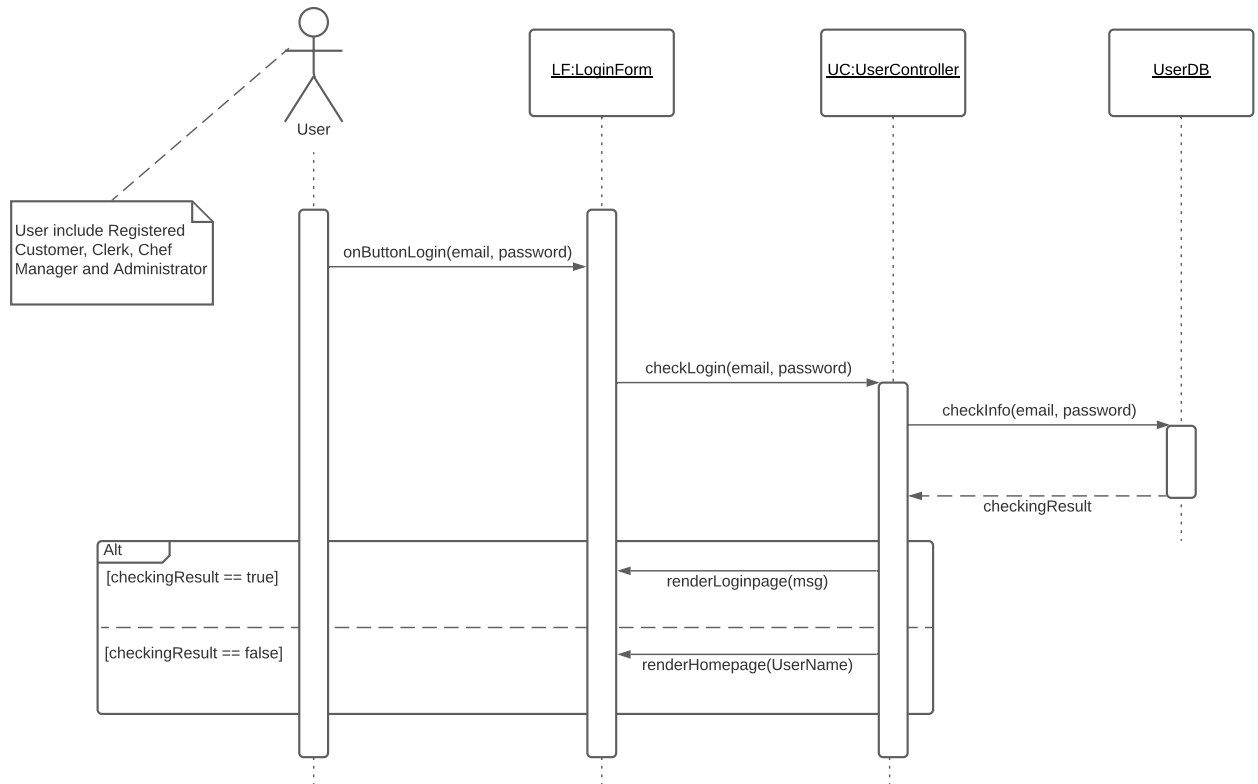 LF:LoginForm
UC:UserController
UserDB
User
User include Registered
Customer, Clerk, Chef
Manager and Administrator
onButtonLogin(email, password)
checkLogin(email, password)
checkInfo(email, password)
checkingResult
Alt
[checkingResult == true]
renderLoginpage(msg)
[checkingResult == false]
renderHomepage(UserName)